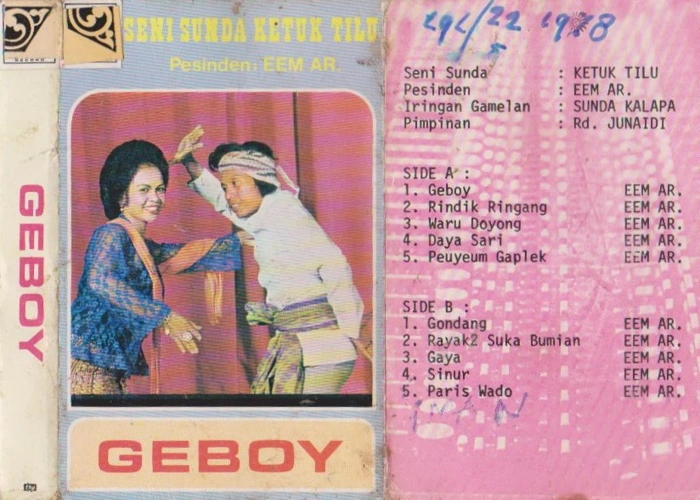 GEBOY
SENI SUNDA KETUK TILU
Pesinden: EEM AR.
GEBOY
1978
Seni Sunda : KETUK TILU
Pesinden : EEM AR.
Iringan Gamelan : SUNDA KALAPA
Pimpinan : Rd. JUNAIDI
SIDE A :
1. Geboy EEM AR.
2. Rindik Ringang EEM AR.
3. Waru Doyong EEM AR.
4. Daya Sari EEM AR.
5. Peuyeum Gaplek EEM AR.
SIDE B :
1. Gondang EEM AR.
2. Rayak2 Suka Bumian EEM AR.
3. Gaya EEM AR.
4. Sinur EEM AR.
5. Paris Wado EEM AR.